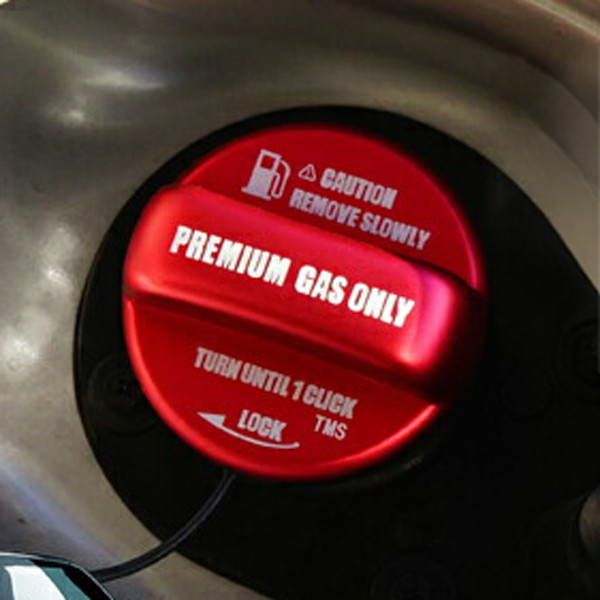 ⚠ CAUTION
REMOVE SLOWLY
PREMIUM GAS ONLY
TURN UNTIL 1 CLICK
LOCK
TMS